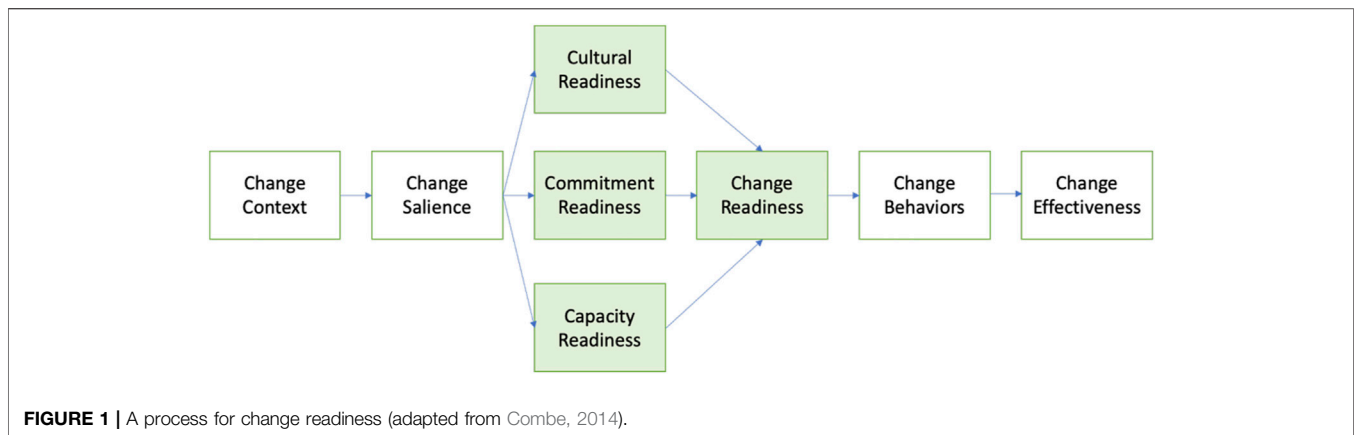 Cultural
Readiness
Change
Context
Change
Salience
Commitment
Readiness
Change
Readiness
Change
Behaviors
Change
Effectiveness
Capacity
Readiness
FIGURE 1 | A process for change readiness (adapted from Combe, 2014).